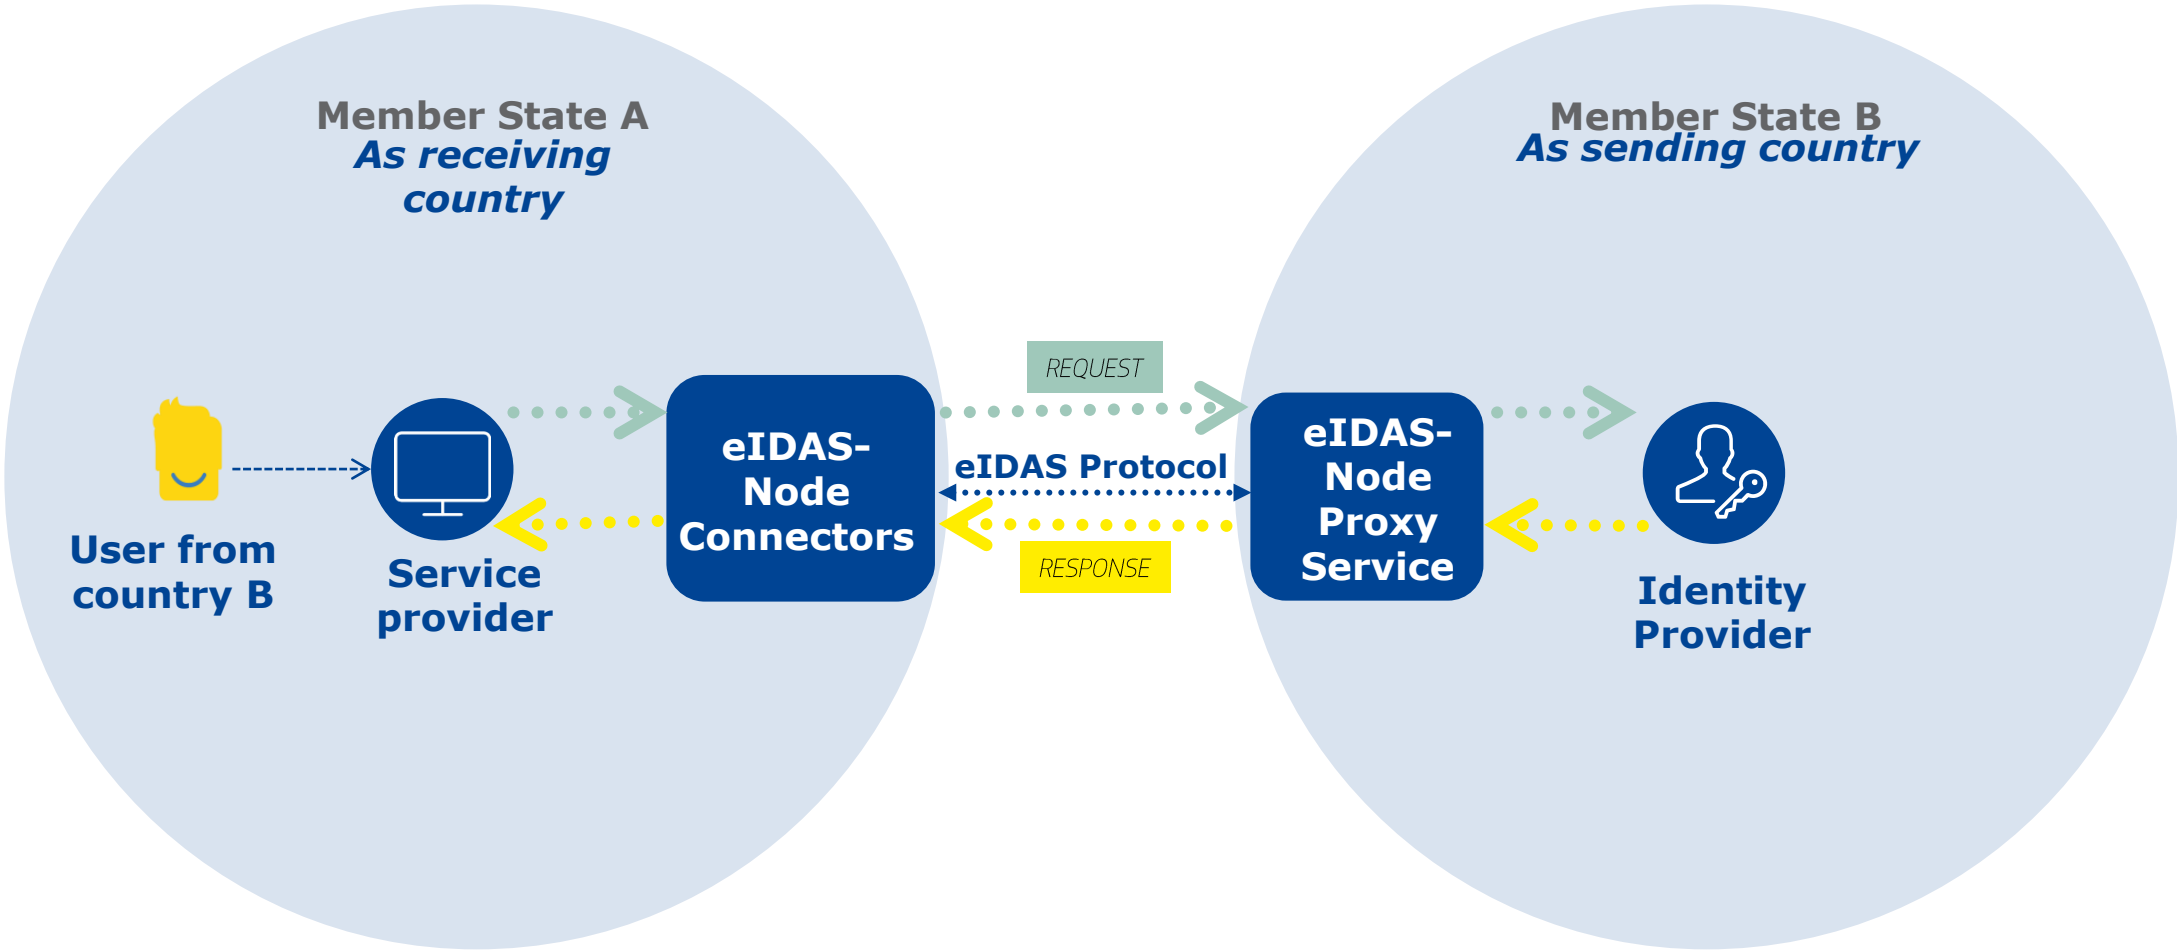 Member State A
As receiving
country
Member State B
As sending country
REQUEST
eIDAS-
Node
Connectors
eIDAS Protocol
eIDAS-
Node
Proxy
Service
RESPONSE
User from
country B
Service
provider
Identity
Provider